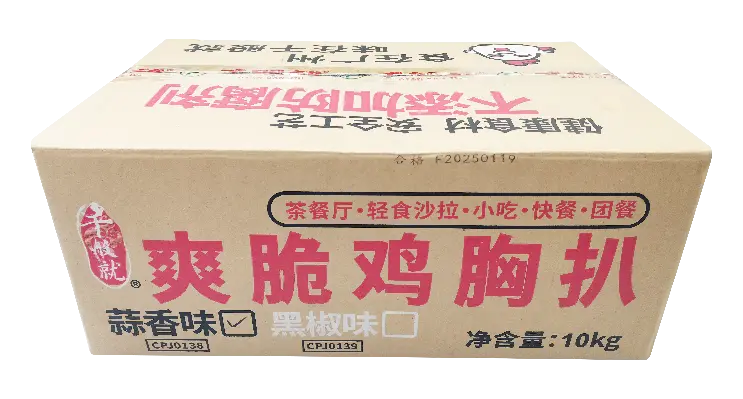 食在广州
味在千般就
不添加防腐剂
健康食材 安全工艺
合格 F20250119
茶餐厅·轻食沙拉·小吃·快餐·团餐
千般就®
爽脆鸡胸扒
蒜香味 黑椒味
CPJ0138 CPJ0139
净含量:10kg